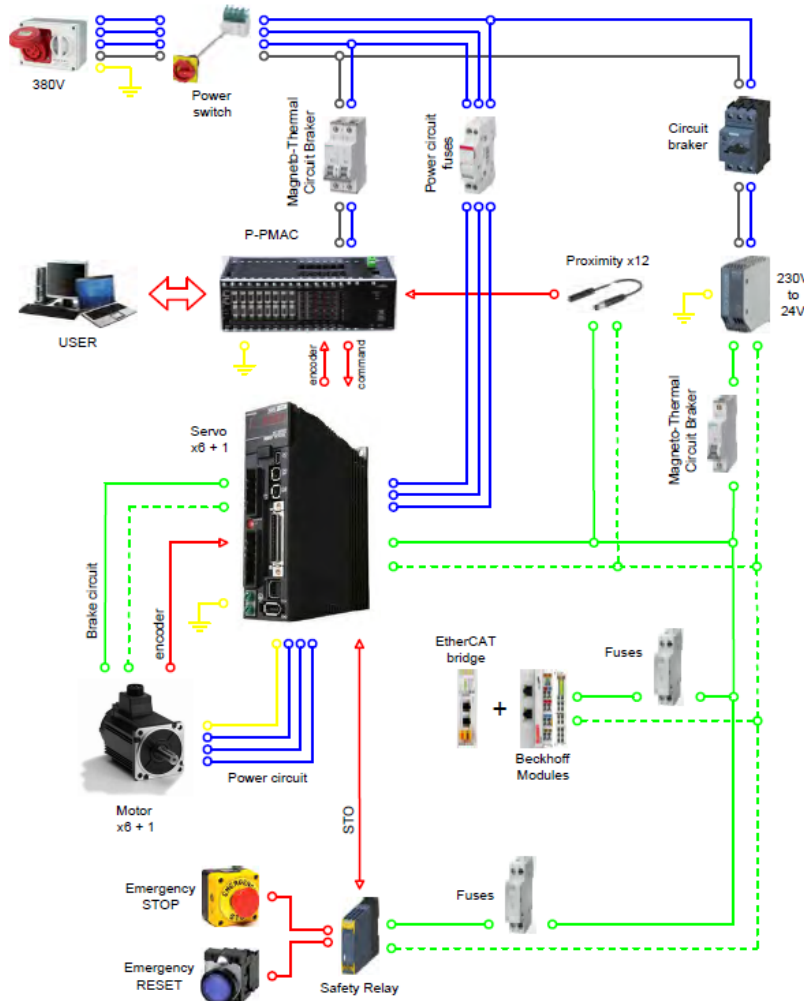 380V
Power
switch
Magneto-Thermal
Circuit Braker
Power circuit
fuses
Circuit
braker
P-PMAC
Proximity x12
230V
to
24V
USER
encoder
command
Servo
x6 + 1
Magneto-Thermal
Circuit Braker
Brake circuit
encoder
EtherCAT
bridge
+
Fuses
Beckhoff
Modules
Power circuit
Motor
x6 + 1
STO
Emergency
STOP
Fuses
Emergency
RESET
Safety Relay